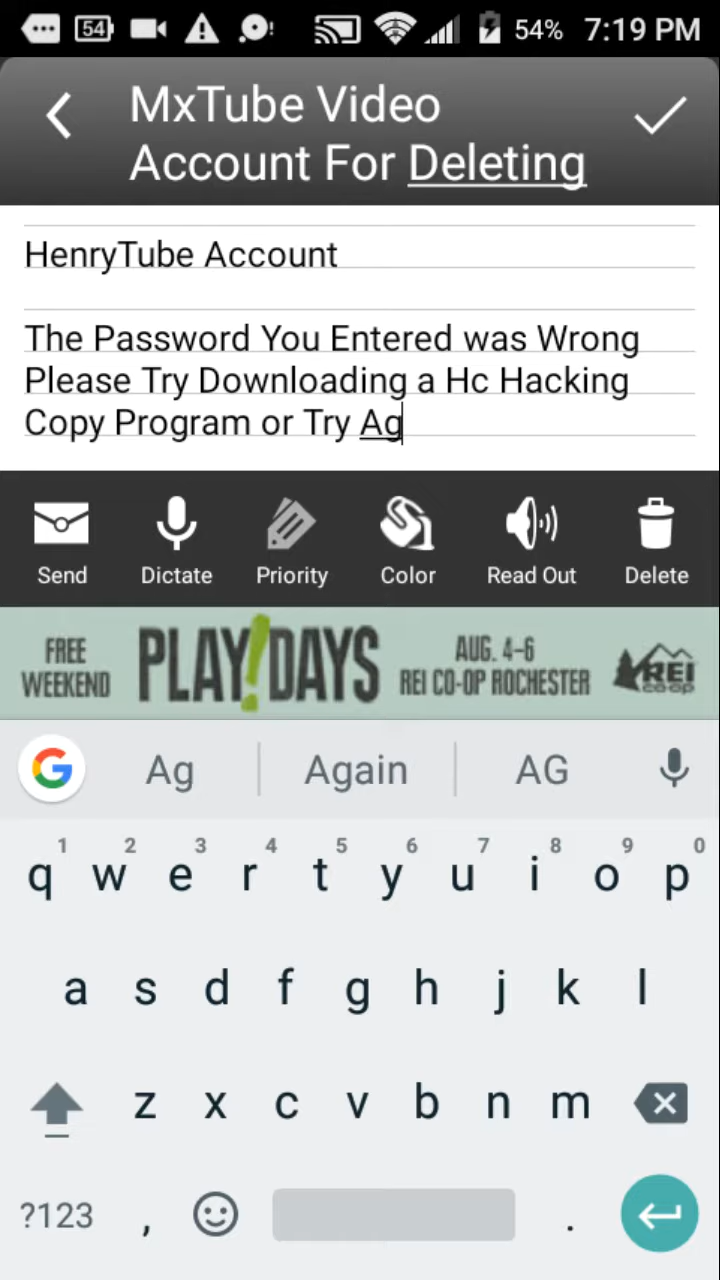 54 54% 7:19 PM
MxTube Video
Account For Deleting
HenryTube Account
The Password You Entered was Wrong
Please Try Downloading a Hc Hacking
Copy Program or Try Ag
Send Dictate Priority Color Read Out Delete
FREE WEEKEND PLAY!DAYS AUG. 4-6 REI CO-OP ROCHESTER REI co-op
G Ag Again AG
1 2 3 4 5 6 7 8 9 0
q w e r t y u i o p
a s d f g h j k l
z x c v b n m
?123 , .